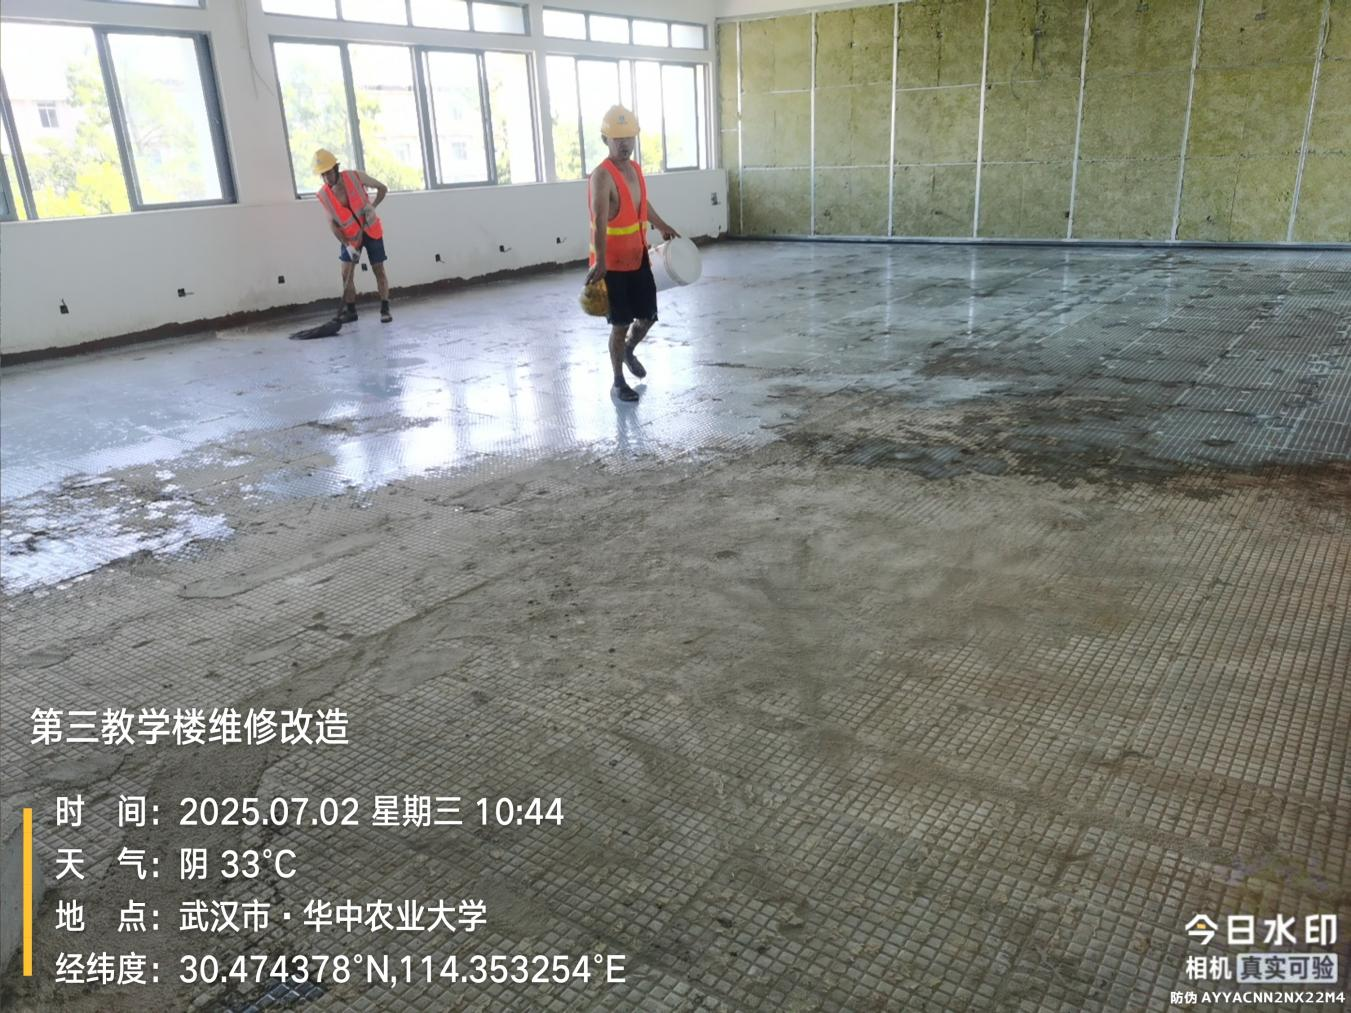 第三教学楼维修改造
时 间：2025.07.02 星期三 10:44
天 气：阴 33℃
地 点：武汉市·华中农业大学
经纬度：30.474378°N,114.353254°E
今日水印
相机 真实可验
防伪 AYYACNN2NX22M4